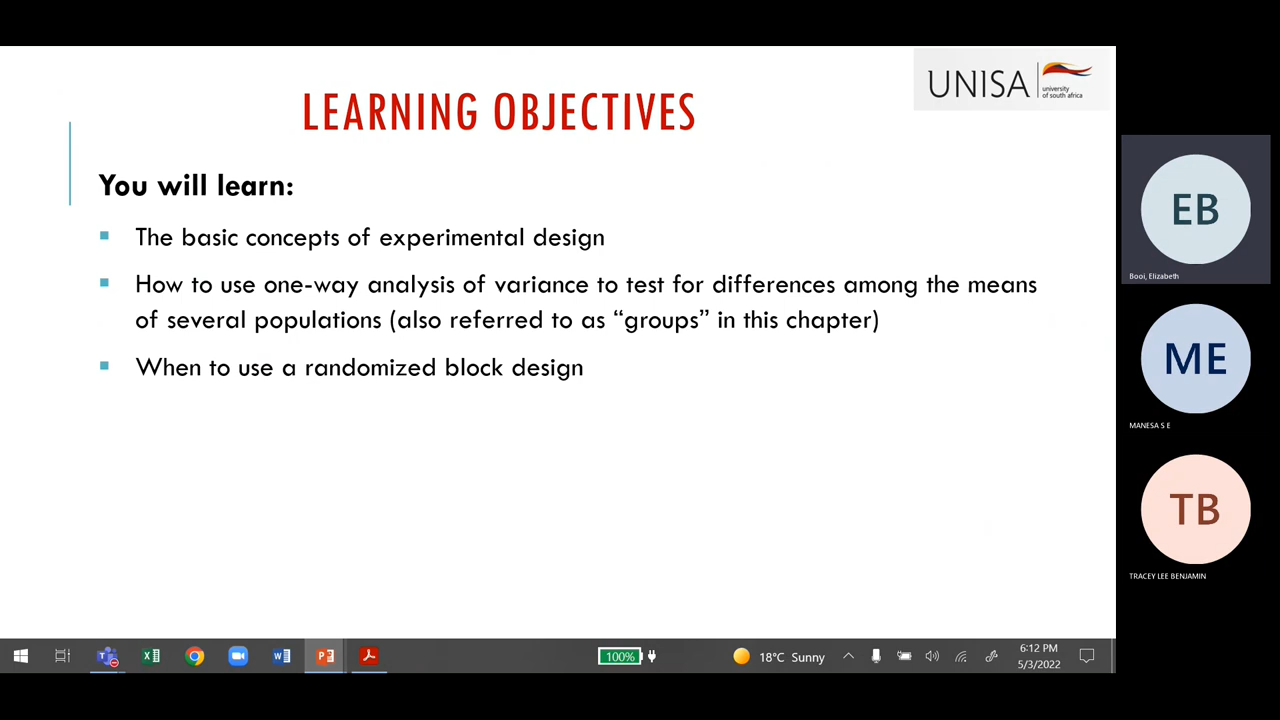 LEARNING OBJECTIVES
UNISA
university
of south africa
You will learn:
The basic concepts of experimental design
How to use one-way analysis of variance to test for differences among the means
of several populations (also referred to as “groups” in this chapter)
When to use a randomized block design
EB
Booi, Elizabeth
ME
MANESA S E
TB
TRACEY LEE BENJAMIN
100%
18°C Sunny
6:12 PM
5/3/2022